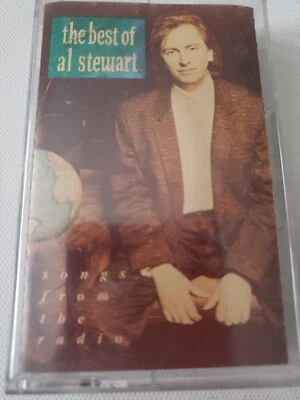 the best of
al stewart
songs
from
the
radio